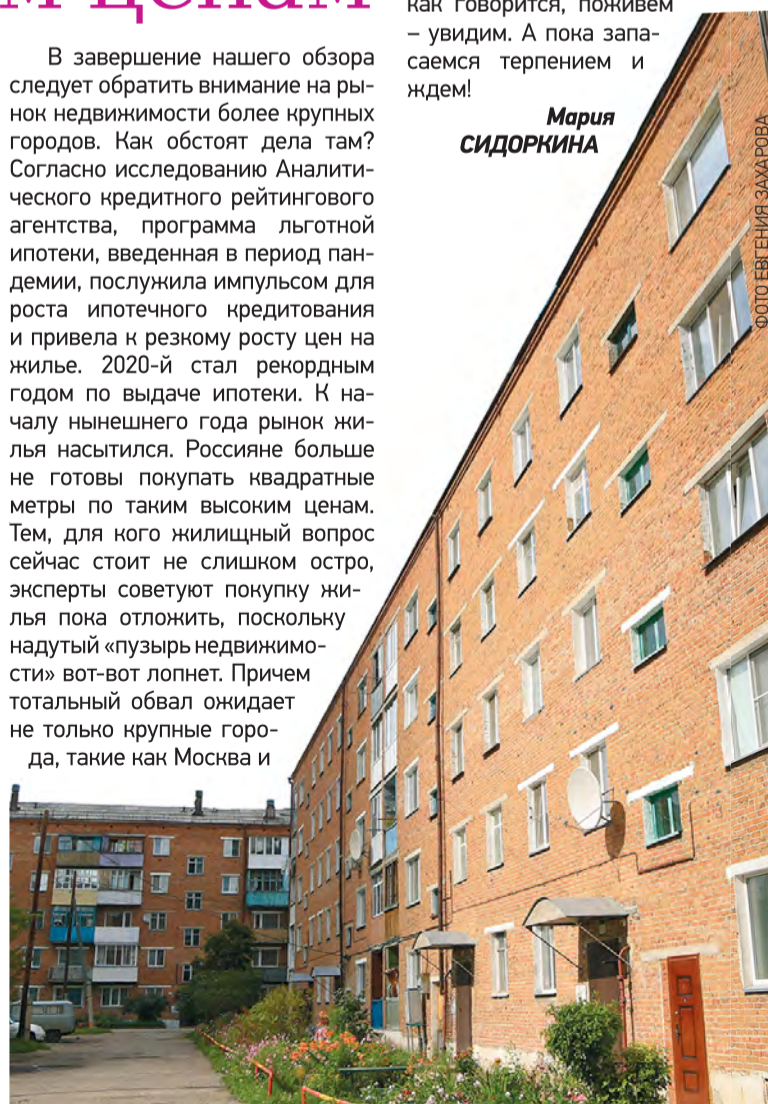 м ценам
В завершение нашего обзора
следует обратить внимание на ры-
нок недвижимости более крупных
городов. Как обстоят дела там?
Согласно исследованию Аналити-
ческого кредитного рейтингового
агентства, программа льготной
ипотеки, введенная в период пан-
демии, послужила импульсом для
роста ипотечного кредитования
и привела к резкому росту цен на
жилье. 2020-й стал рекордным
годом по выдаче ипотеки. К на-
чалу нынешнего года рынок жи-
лья насытился. Россияне больше
не готовы покупать квадратные
метры по таким высоким ценам.
Тем, для кого жилищный вопрос
сейчас стоит не слишком остро,
эксперты советуют покупку жи-
лья пока отложить, поскольку
надутый «пузырь недвижимо-
сти» вот-вот лопнет. Причем
тотальный обвал ожидает
не только крупные горо-
да, такие как Москва и
как говорится, поживем
– увидим. А пока запа-
саемся терпением и
ждем!
Мария
СИДОРКИНА
ФОТО ЕВГЕНИЯ ЗАХАРОВА